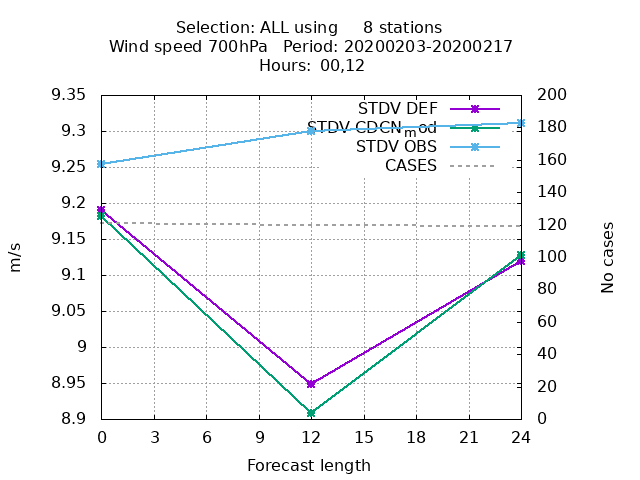 Selection: ALL using 8 stations
Wind speed 700hPa Period: 20200203-20200217
Hours: 00,12
9.35
9.3
9.25
9.2
9.15
9.1
9.05
9
8.95
8.9
200
180
160
140
120
100
80
60
40
20
0
STDV DEF
STDV CDCNmod
STDV OBS
CASES
m/s
No cases
0 3 6 9 12 15 18 21 24
Forecast length